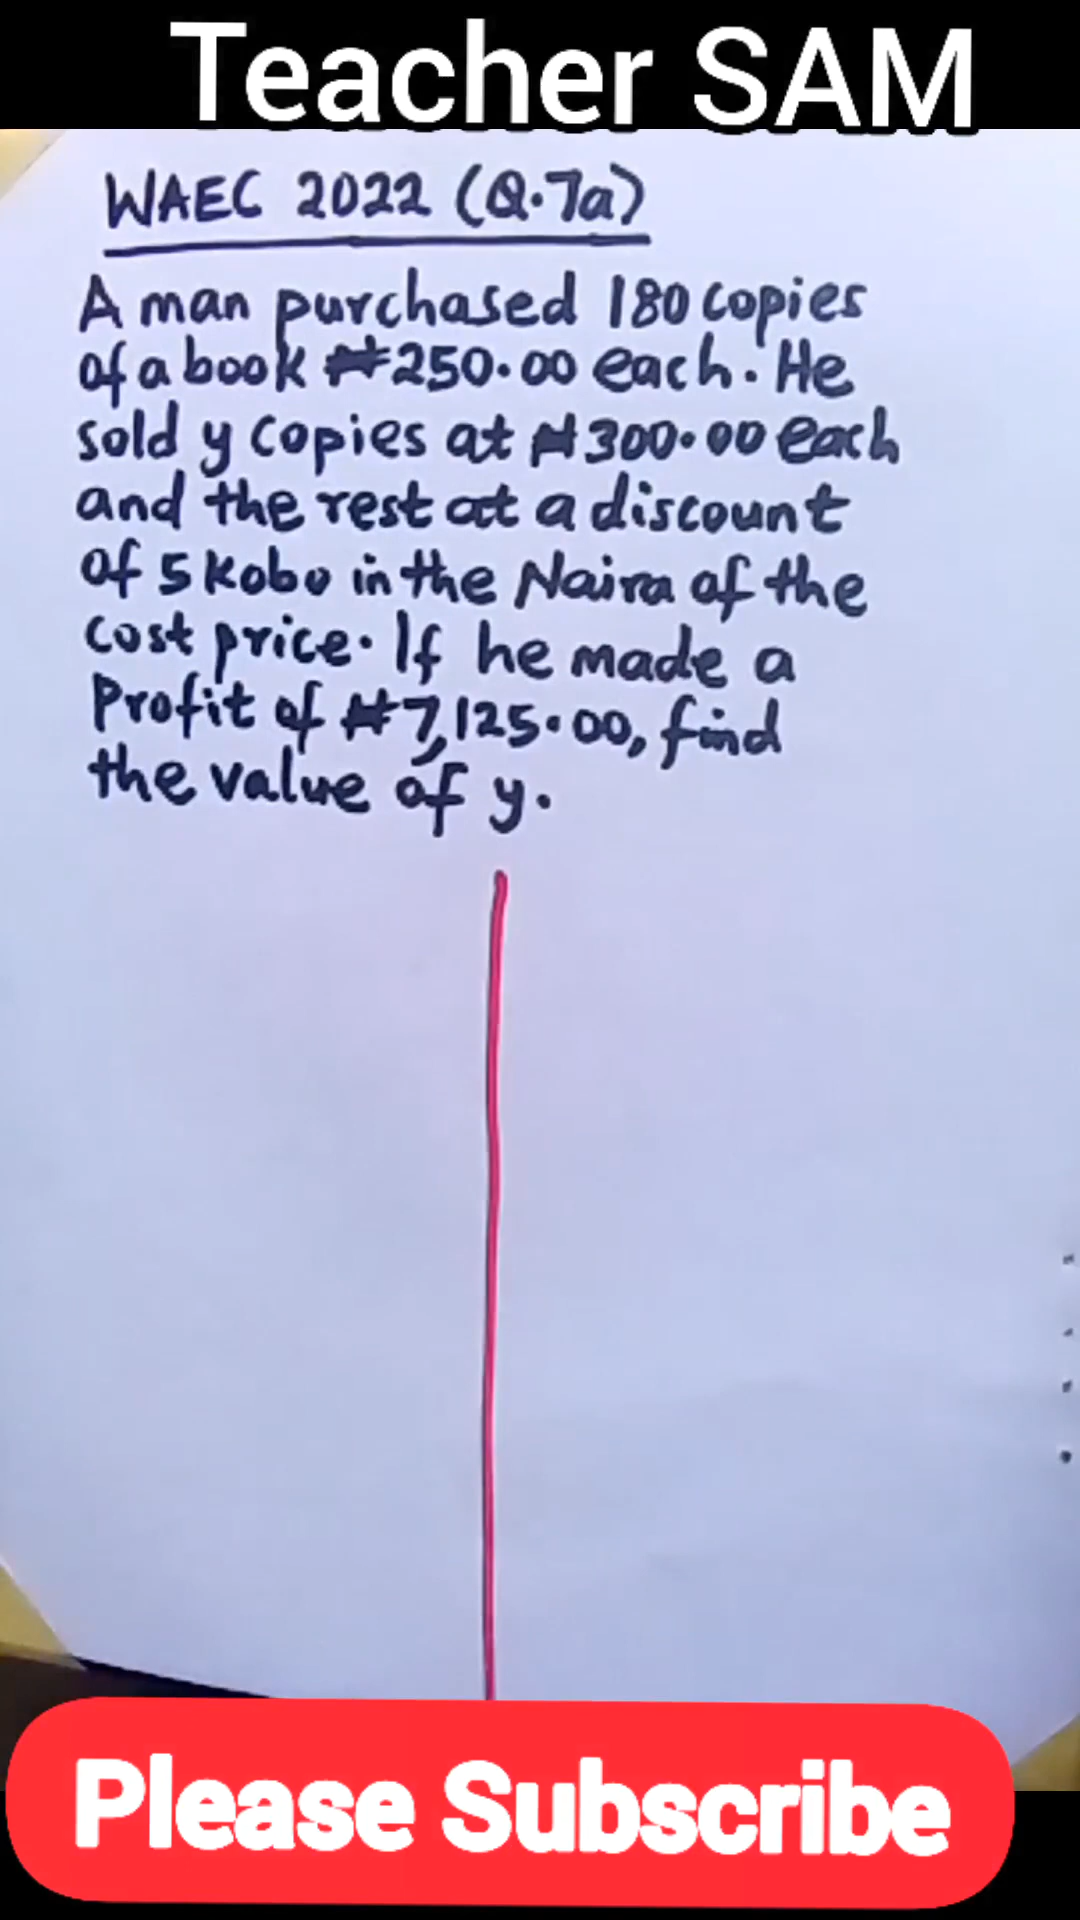 Teacher SAM
WAEC 2022 (Q.7a)
A man purchased 180 copies
of a book ₦250.00 each. He
sold y copies at ₦300.00 each
and the rest at a discount
of 5 kobo in the Naira of the
cost price. If he made a
Profit of ₦7,125.00, find
the value of y.
Please Subscribe